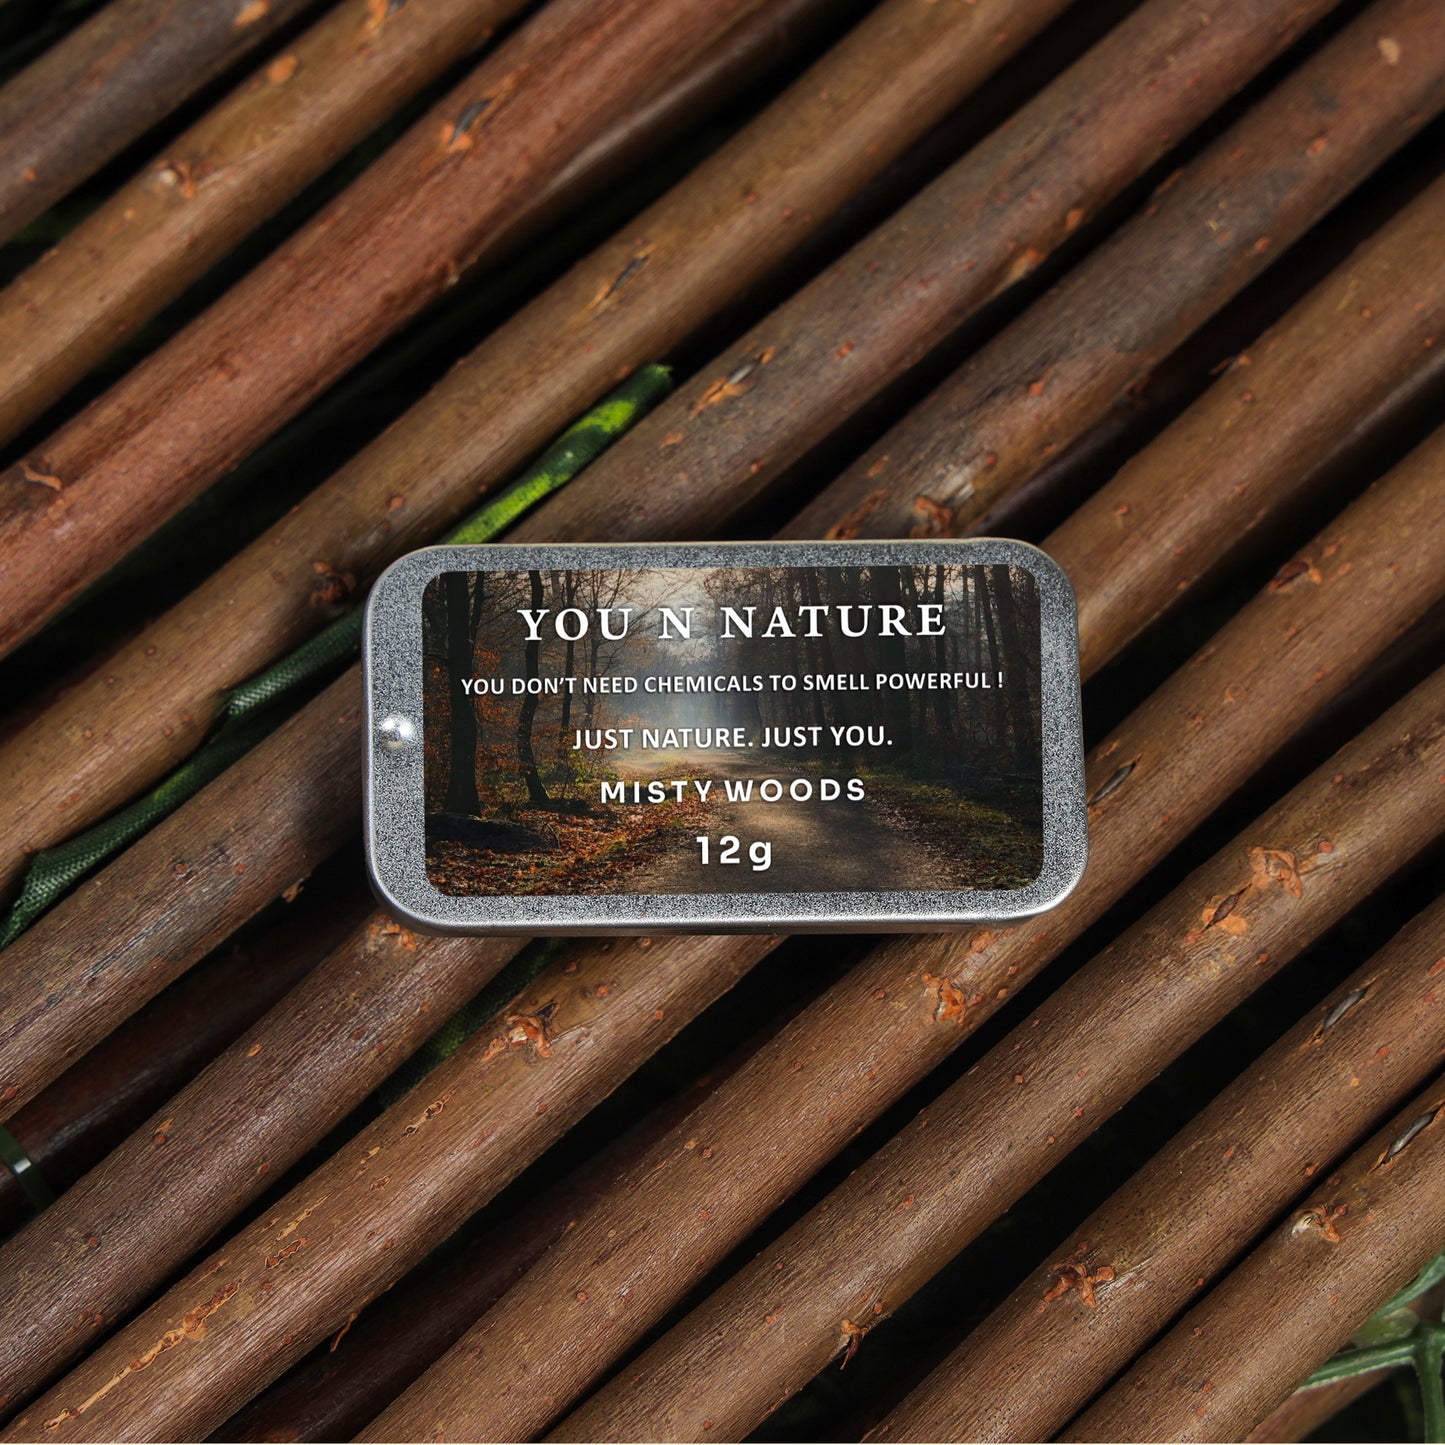 YOU N NATURE
YOU DON'T NEED CHEMICALS TO SMELL POWERFUL !
JUST NATURE. JUST YOU.
MISTY WOODS
12g